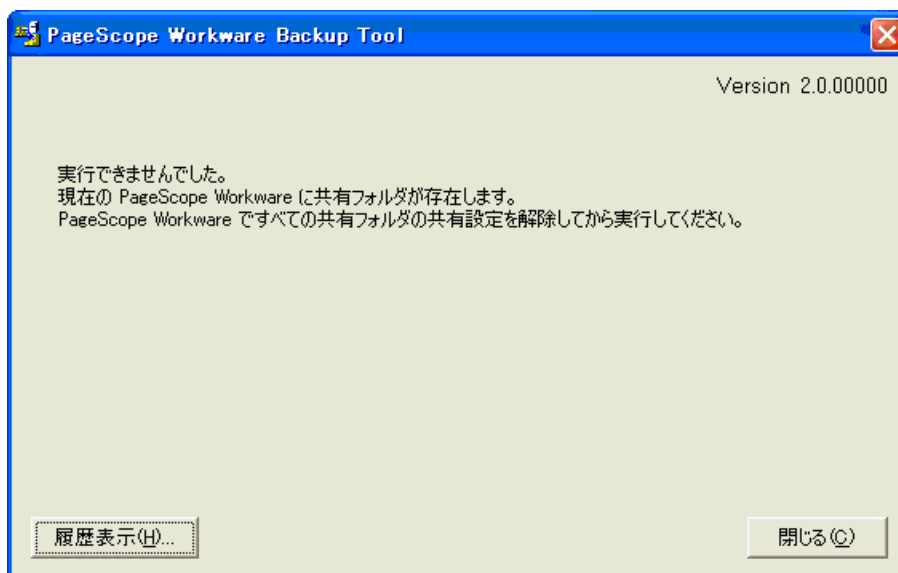 PageScope Workware Backup Tool
Version 2.0.00000
実行できませんでした。
現在の PageScope Workware に共有フォルダが存在します。
PageScope Workware ですべての共有フォルダの共有設定を解除してから実行してください。
履歴表示(H)...
閉じる(C)